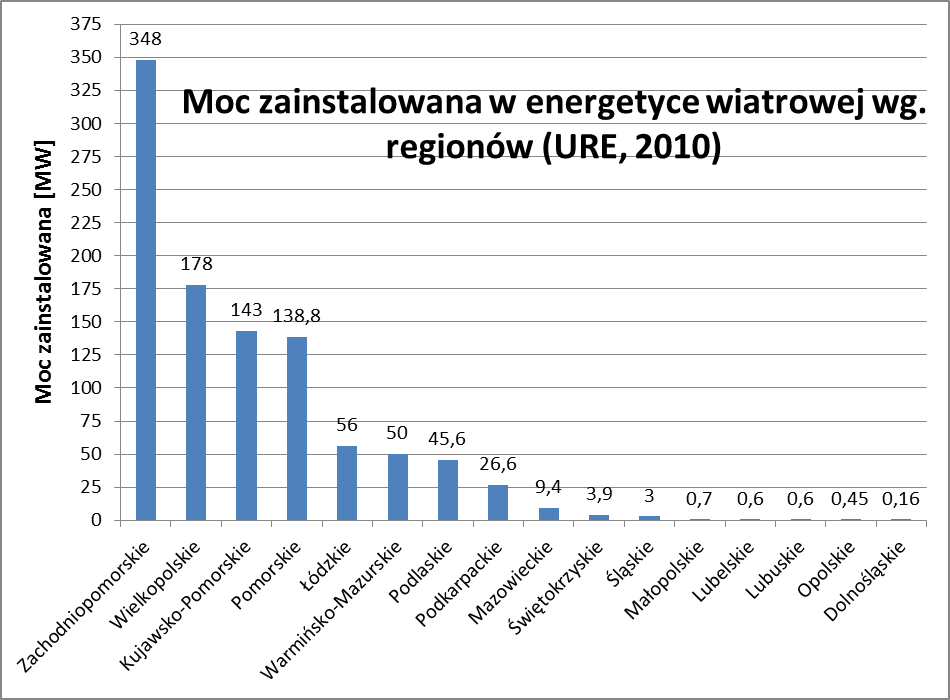 Moc zainstalowana w energetyce wiatrowej wg.
regionów (URE, 2010)
Moc zainstalowana [MW]
375
350
325
300
275
250
225
200
175
150
125
100
75
50
25
0
348
178
143
138,8
56
50
45,6
26,6
9,4
3,9
3
0,7
0,6
0,6
0,45
0,16
Zachodniopomorskie
Wielkopolskie
Kujawsko-Pomorskie
Pomorskie
Łódzkie
Warmińsko-Mazurskie
Podlaskie
Podkarpackie
Mazowieckie
Świętokrzyskie
Śląskie
Małopolskie
Lubelskie
Lubuskie
Opolskie
Dolnośląskie